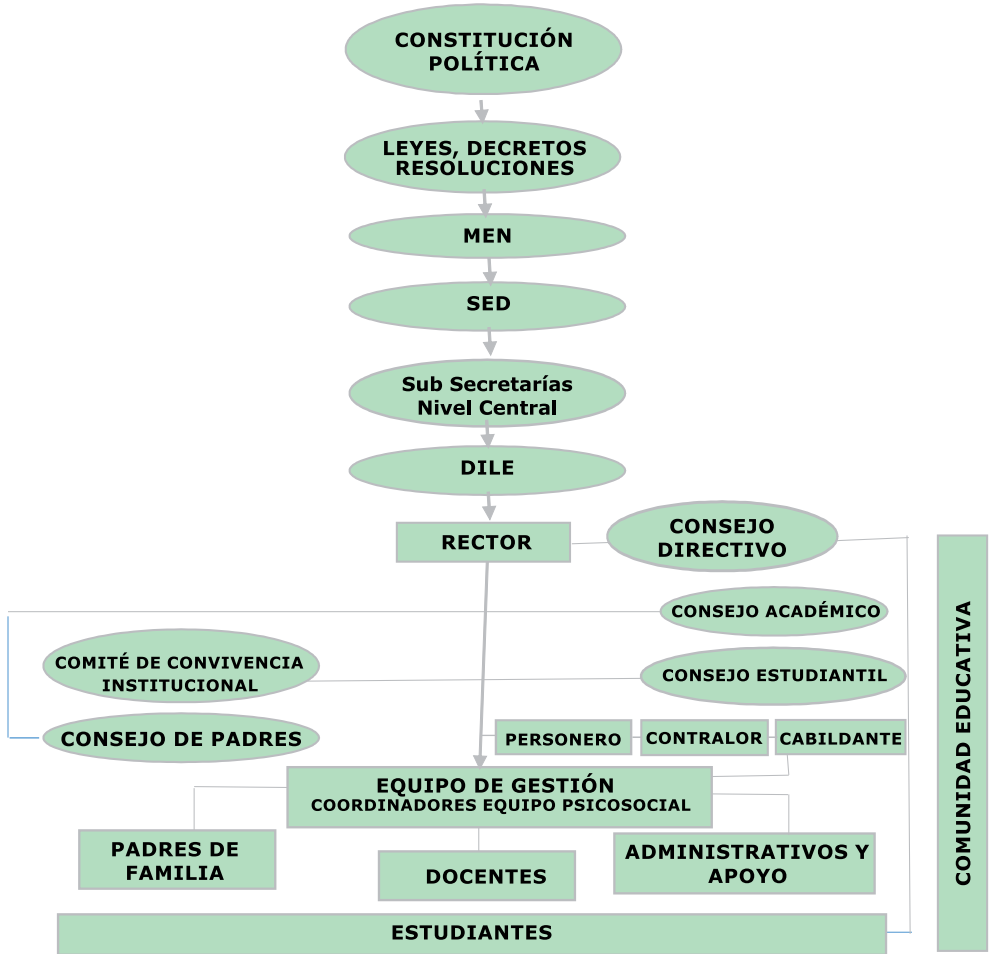 CONSTITUCIÓN
POLÍTICA
LEYES, DECRETOS
RESOLUCIONES
MEN
SED
Sub Secretarías
Nivel Central
DILE
RECTOR
CONSEJO
DIRECTIVO
CONSEJO ACADÉMICO
COMITÉ DE CONVIVENCIA
INSTITUCIONAL
CONSEJO ESTUDIANTIL
CONSEJO DE PADRES
PERSONERO
CONTRALOR
CABILDANTE
EQUIPO DE GESTIÓN
COORDINADORES EQUIPO PSICOSOCIAL
PADRES DE
FAMILIA
DOCENTES
ADMINISTRATIVOS Y
APOYO
ESTUDIANTES
COMUNIDAD EDUCATIVA